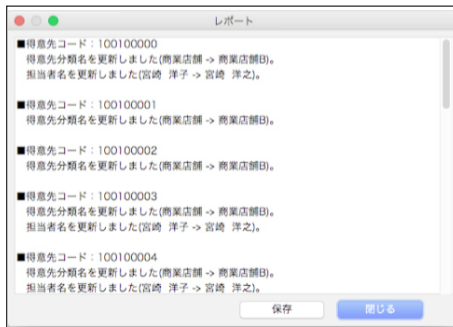 レポート
■得意先コード：100100000
得意先分類名を更新しました(商業店舗 -> 商業店舗B)。
担当者名を更新しました(宮崎 洋子 -> 宮崎 洋之)。
■得意先コード：100100001
得意先分類名を更新しました(商業店舗 -> 商業店舗B)。
■得意先コード：100100002
得意先分類名を更新しました(商業店舗 -> 商業店舗B)。
■得意先コード：100100003
得意先分類名を更新しました(商業店舗 -> 商業店舗B)。
担当者名を更新しました(宮崎 洋子 -> 宮崎 洋之)。
■得意先コード：100100004
得意先分類名を更新しました(商業店舗 -> 商業店舗B)。
担当者名を更新しました(宮崎 洋子 -> 宮崎 洋之)。
保存
閉じる